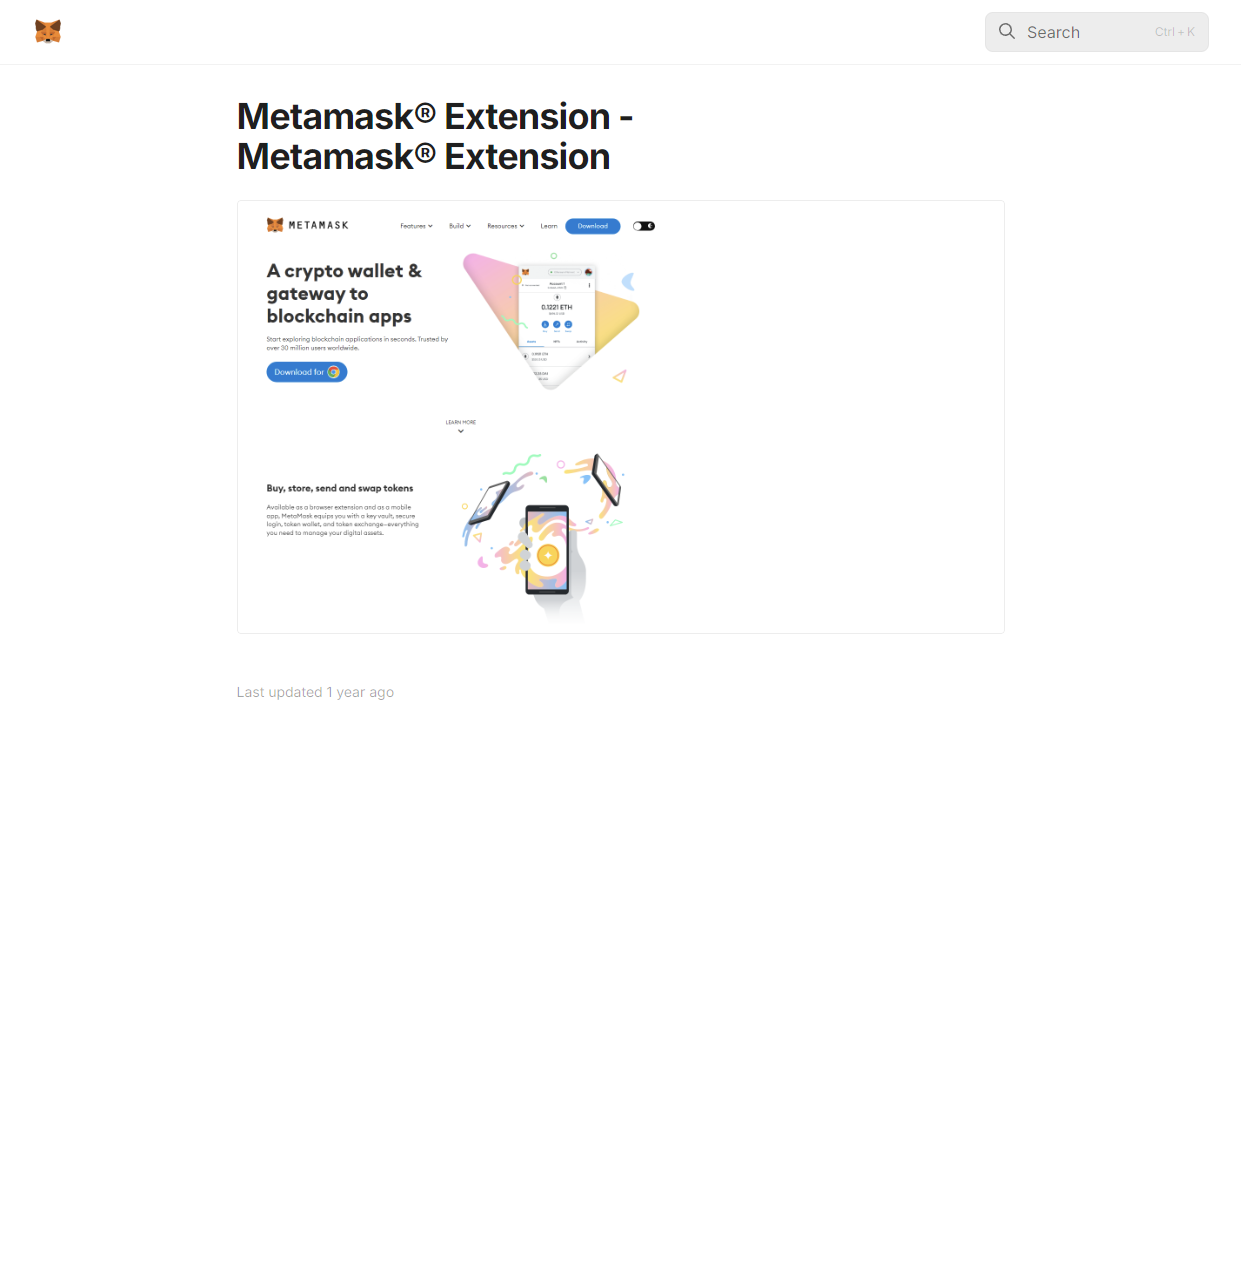 Search
Ctrl + K
Metamask® Extension -
Metamask® Extension
METAMASK
Features
Build
Resources
Learn
Download
A crypto wallet &
gateway to
blockchain apps
Start exploring blockchain applications in seconds. Trusted by
over 30 million users worldwide.
Download for
0.1221 ETH
LEARN MORE
Buy, store, send and swap tokens
Available as a browser extension and as a mobile
app, MetaMask equips you with a key vault, secure
login, token wallet, and token exchange—everything
you need to manage your digital assets.
Last updated 1 year ago